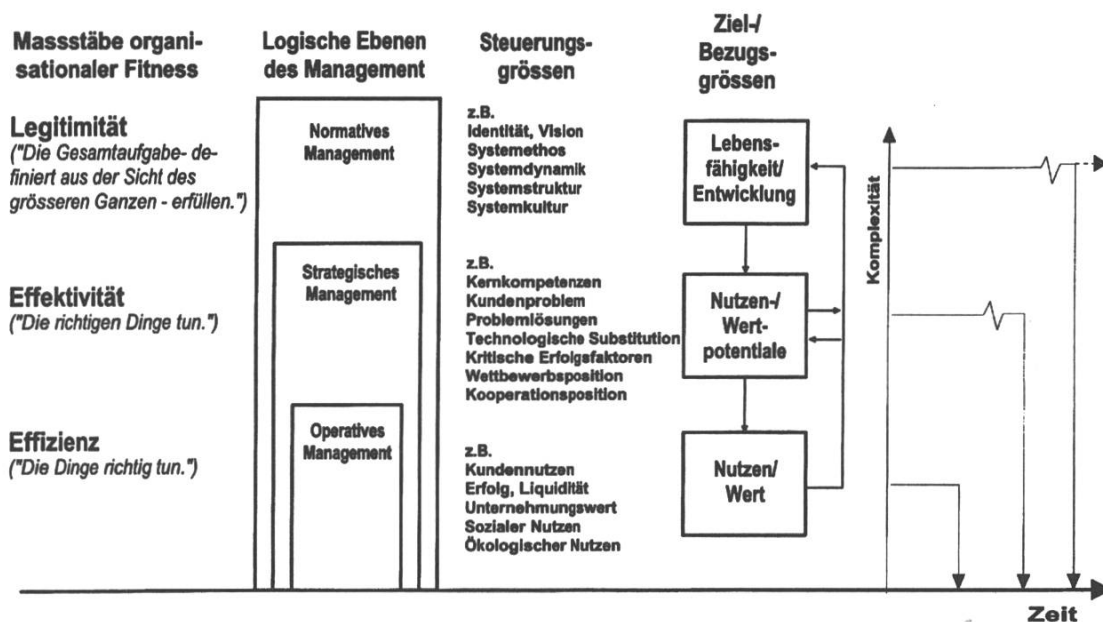 Massstäbe organi-
sationaler Fitness
Logische Ebenen
des Management
Steuerungs-
grössen
Ziel-/
Bezugs-
grössen
Legitimität
("Die Gesamtaufgabe- de-
finiert aus der Sicht des
grösseren Ganzen - erfüllen.")
Normatives
Management
z.B.
Identität, Vision
Systemethos
Systemdynamik
Systemstruktur
Systemkultur
Lebens-
fähigkeit/
Entwicklung
Komplexität
Effektivität
("Die richtigen Dinge tun.")
Strategisches
Management
z.B.
Kernkompetenzen
Kundenproblem
Problemlösungen
Technologische Substitution
Kritische Erfolgsfaktoren
Wettbewerbsposition
Kooperationsposition
Nutzen-/
Wert-
potentiale
Effizienz
("Die Dinge richtig tun.")
Operatives
Management
z.B.
Kundennutzen
Erfolg, Liquidität
Unternehmungswert
Sozialer Nutzen
Ökologischer Nutzen
Nutzen/
Wert
Zeit